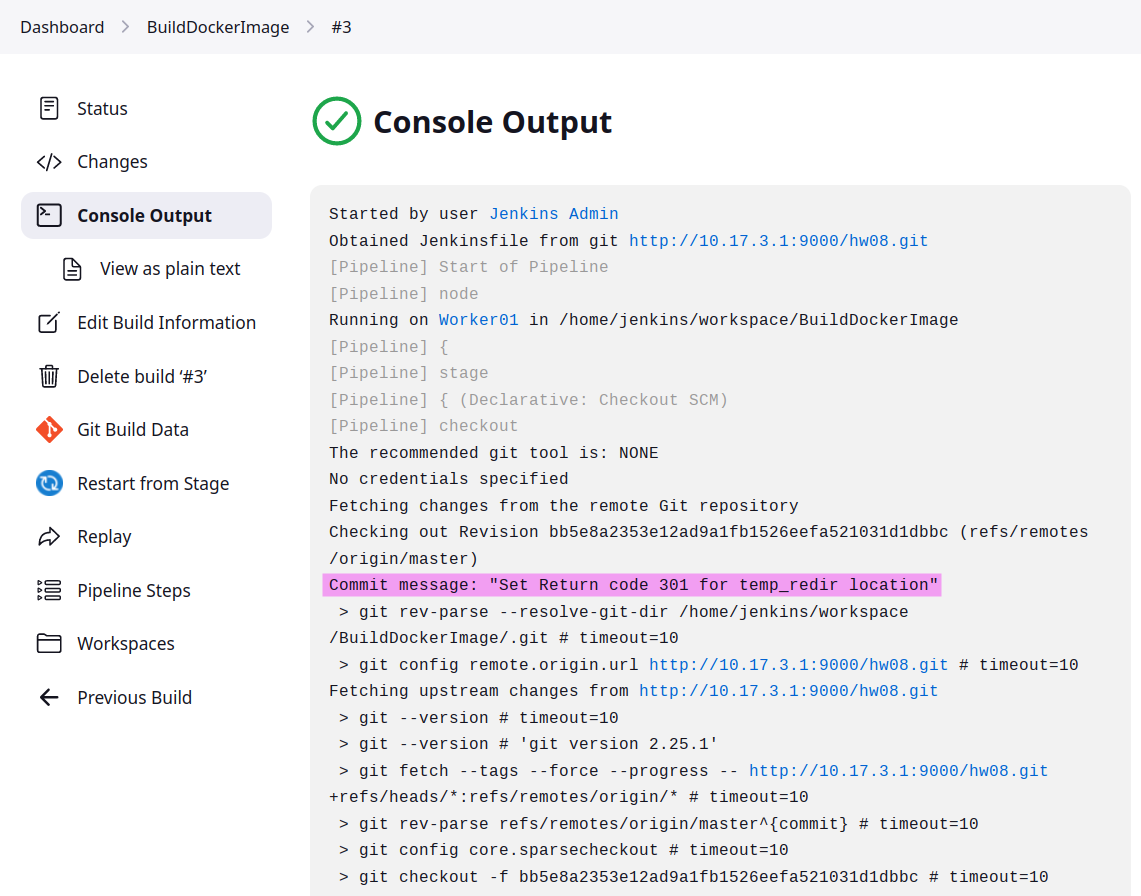 Dashboard > BuildDockerImage > #3
Status
Changes
Console Output
View as plain text
Edit Build Information
Delete build ‘#3’
Git Build Data
Restart from Stage
Replay
Pipeline Steps
Workspaces
Previous Build
Console Output
Started by user Jenkins Admin
Obtained Jenkinsfile from git http://10.17.3.1:9000/hw08.git
[Pipeline] Start of Pipeline
[Pipeline] node
Running on Worker01 in /home/jenkins/workspace/BuildDockerImage
[Pipeline] {
[Pipeline] stage
[Pipeline] { (Declarative: Checkout SCM)
[Pipeline] checkout
The recommended git tool is: NONE
No credentials specified
Fetching changes from the remote Git repository
Checking out Revision bb5e8a2353e12ad9a1fb1526eefa521031d1dbbc (refs/remotes
/origin/master)
Commit message: "Set Return code 301 for temp_redir location"
 > git rev-parse --resolve-git-dir /home/jenkins/workspace
/BuildDockerImage/.git # timeout=10
 > git config remote.origin.url http://10.17.3.1:9000/hw08.git # timeout=10
Fetching upstream changes from http://10.17.3.1:9000/hw08.git
 > git --version # timeout=10
 > git --version # 'git version 2.25.1'
 > git fetch --tags --force --progress -- http://10.17.3.1:9000/hw08.git
+refs/heads/*:refs/remotes/origin/* # timeout=10
 > git rev-parse refs/remotes/origin/master^{commit} # timeout=10
 > git config core.sparsecheckout # timeout=10
 > git checkout -f bb5e8a2353e12ad9a1fb1526eefa521031d1dbbc # timeout=10